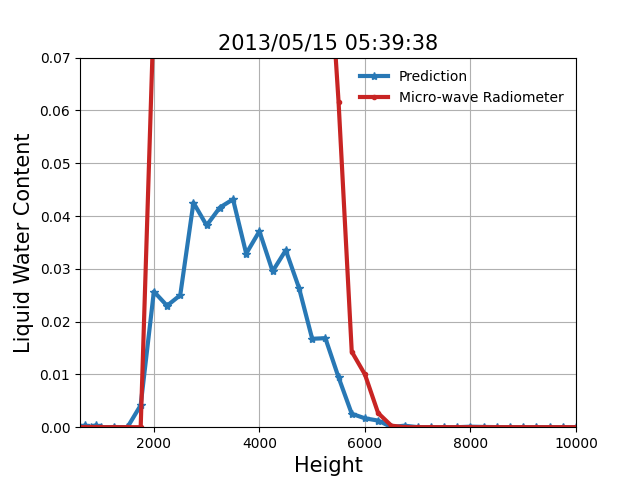 2013/05/15 05:39:38
0.07
0.06
0.05
0.04
0.03
0.02
0.01
0.00
Liquid Water Content
Prediction
Micro-wave Radiometer
2000 4000 6000 8000 10000
Height